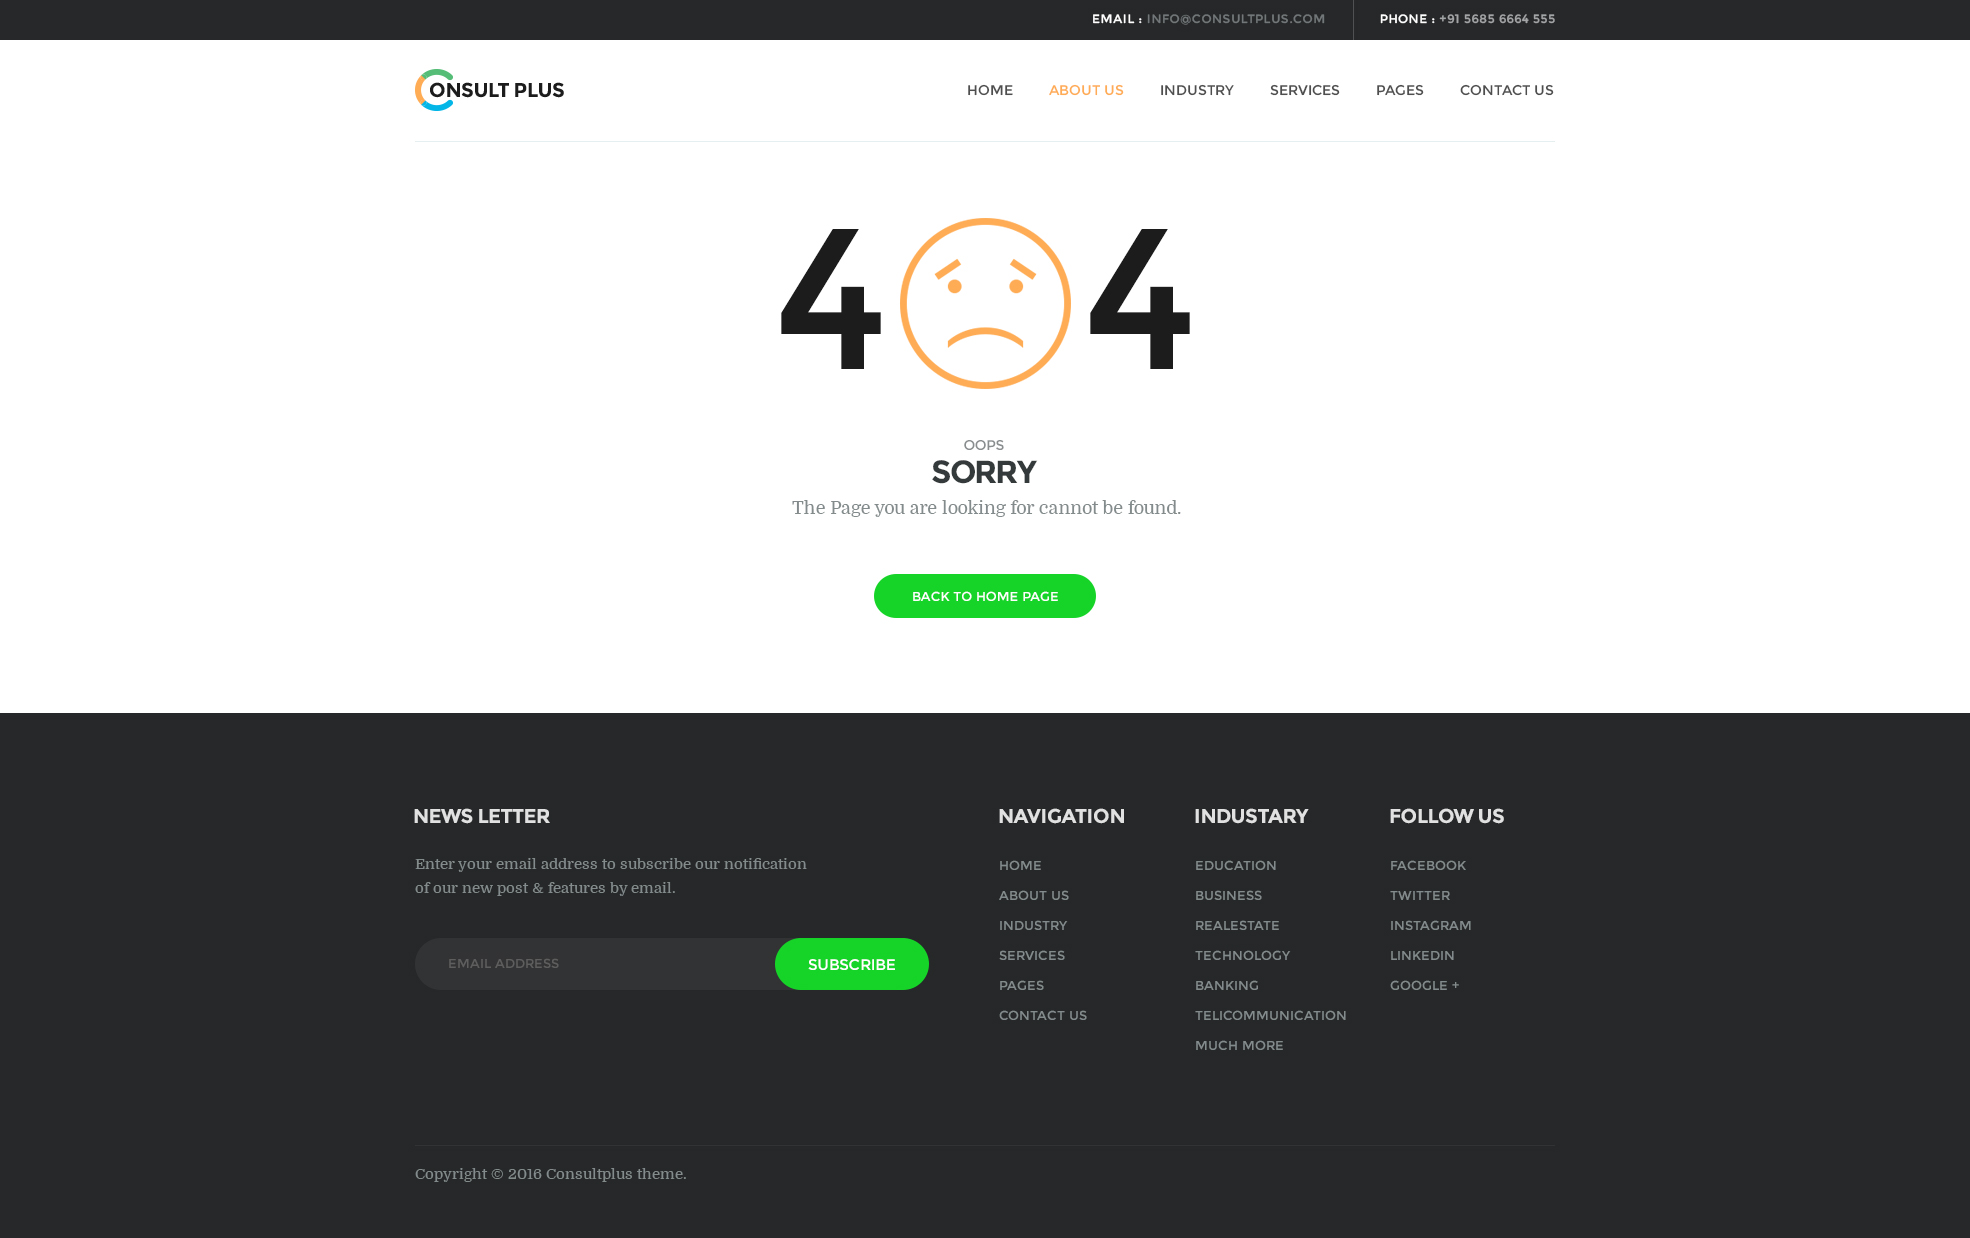 EMAIL : INFO@CONSULTPLUS.COM
PHONE : +91 5685 6664 555
CONSULT PLUS
HOME ABOUT US INDUSTRY SERVICES PAGES CONTACT US
4 4
OOPS
SORRY
The Page you are looking for cannot be found.
BACK TO HOME PAGE
NEWS LETTER
Enter your email address to subscribe our notification
of our new post & features by email.
EMAIL ADDRESS
SUBSCRIBE
NAVIGATION
HOME
ABOUT US
INDUSTRY
SERVICES
PAGES
CONTACT US
INDUSTARY
EDUCATION
BUSINESS
REALESTATE
TECHNOLOGY
BANKING
TELICOMMUNICATION
MUCH MORE
FOLLOW US
FACEBOOK
TWITTER
INSTAGRAM
LINKEDIN
GOOGLE +
Copyright © 2016 Consultplus theme.